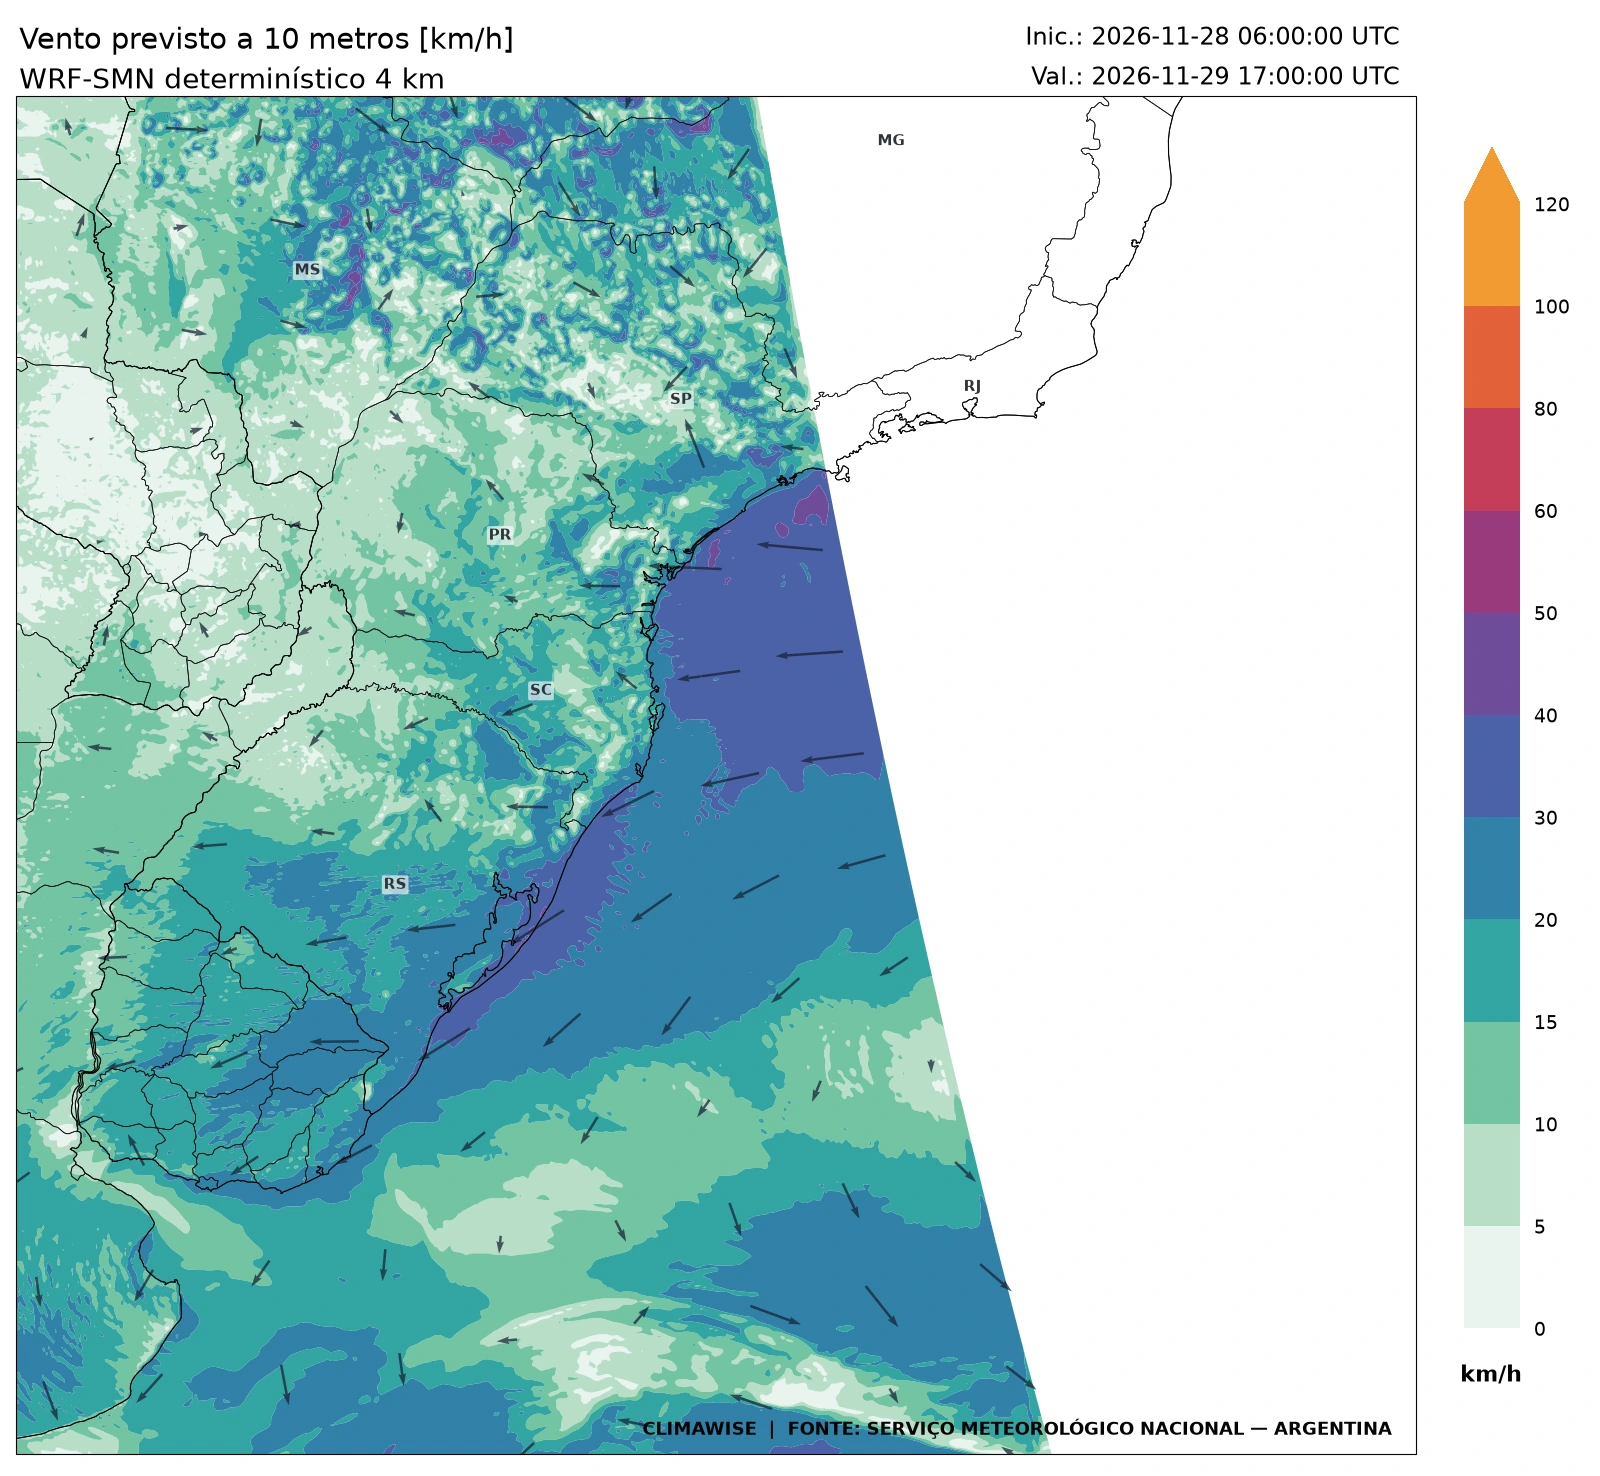 Vento previsto a 10 metros [km/h]
WRF-SMN determinístico 4 km
Inic.: 2026-11-28 06:00:00 UTC
Val.: 2026-11-29 17:00:00 UTC
MG
MS
RJ
SP
PR
SC
RS
120
100
80
60
50
40
30
20
15
10
5
0
km/h
CLIMAWISE | FONTE: SERVIÇO METEOROLÓGICO NACIONAL — ARGENTINA